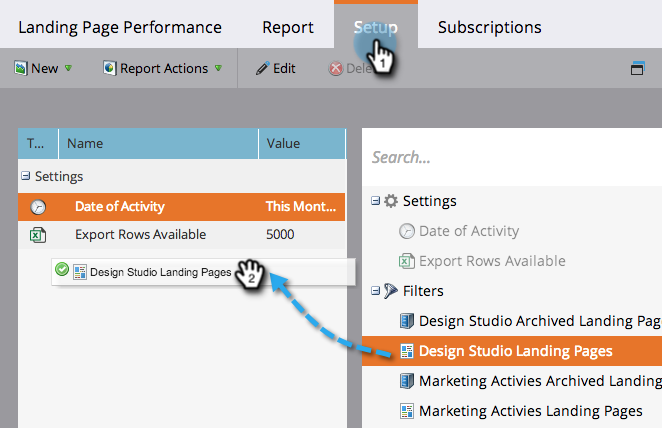 Landing Page Performance Report Setup Subscriptions
1
New Report Actions Edit Dele
T... Name Value
Settings
Date of Activity This Mont...
Export Rows Available 5000
Design Studio Landing Pages 2
Search...
Settings
Date of Activity
Export Rows Available
Filters
Design Studio Archived Landing Pag
Design Studio Landing Pages
Marketing Activies Archived Landing
Marketing Activies Landing Pages